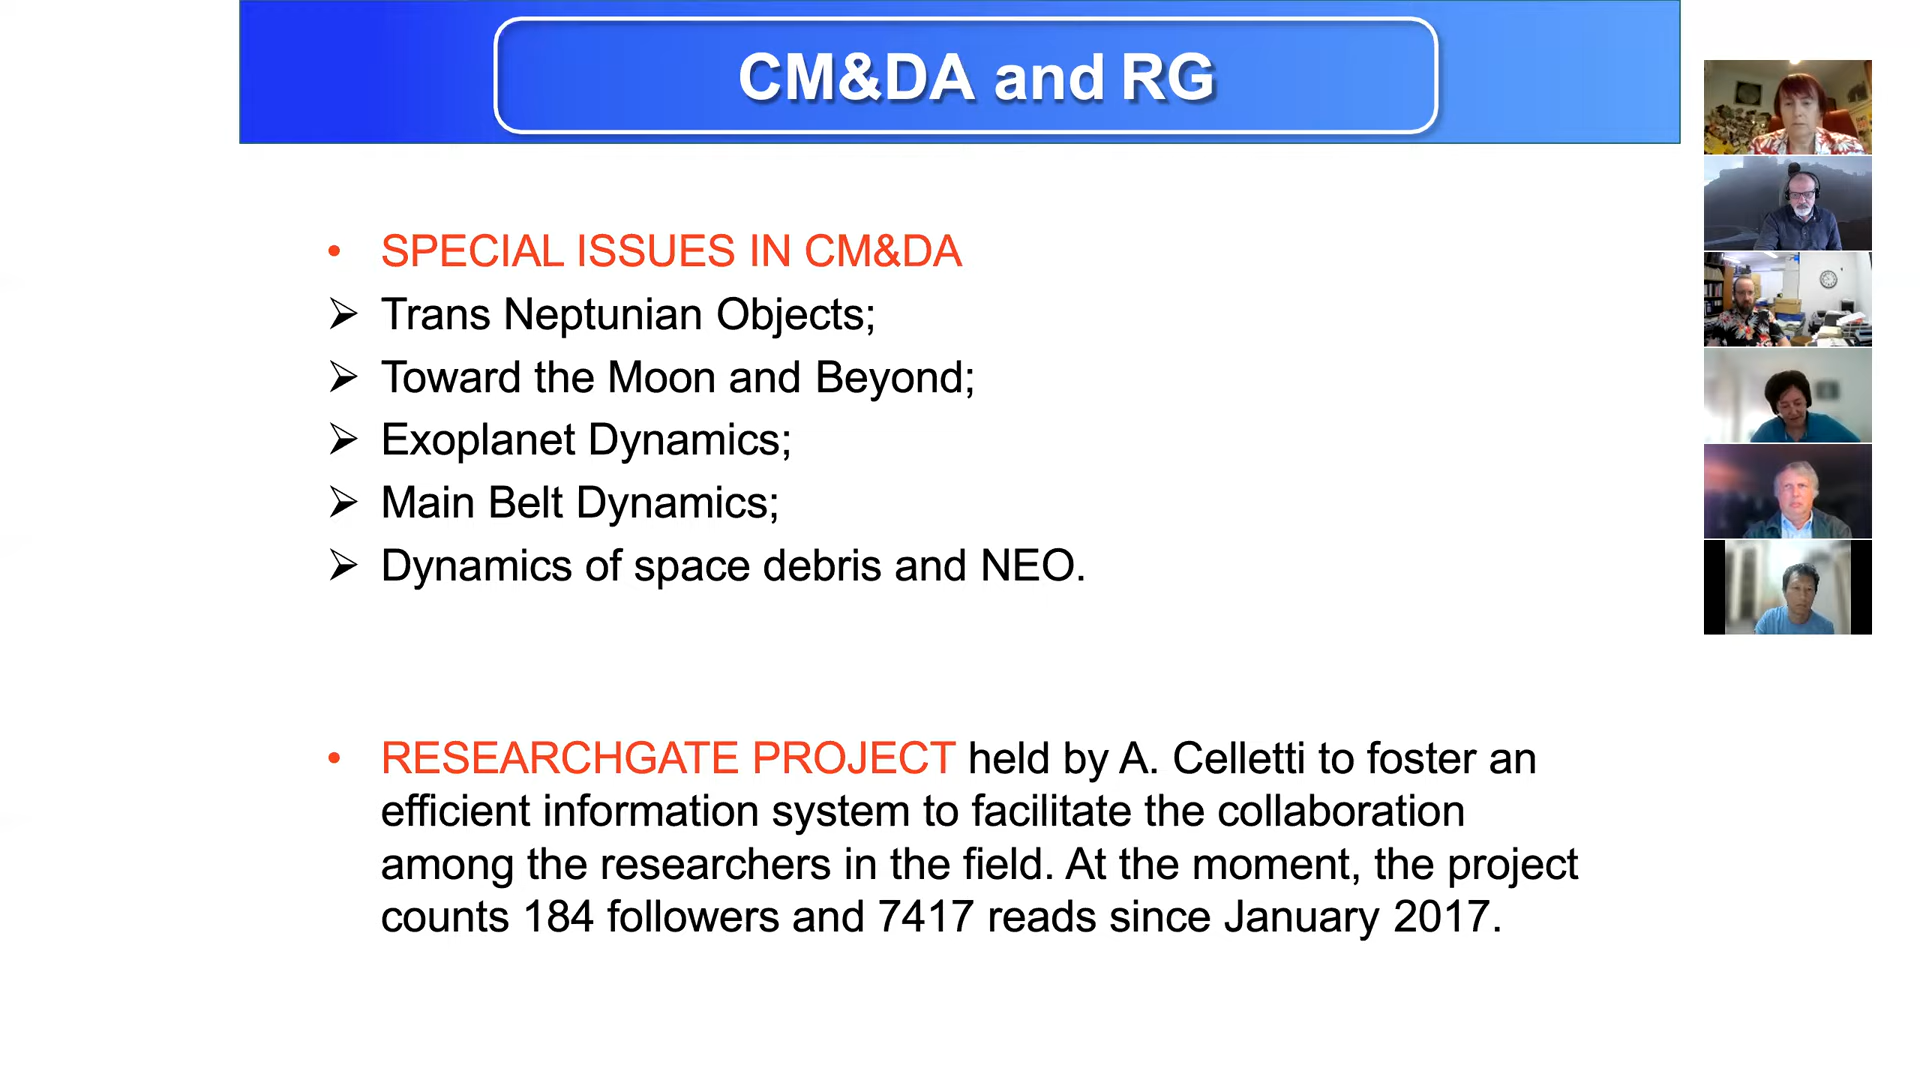 CM&DA and RG
• SPECIAL ISSUES IN CM&DA
➢ Trans Neptunian Objects;
➢ Toward the Moon and Beyond;
➢ Exoplanet Dynamics;
➢ Main Belt Dynamics;
➢ Dynamics of space debris and NEO.
• RESEARCHGATE PROJECT held by A. Celletti to foster an
efficient information system to facilitate the collaboration
among the researchers in the field. At the moment, the project
counts 184 followers and 7417 reads since January 2017.